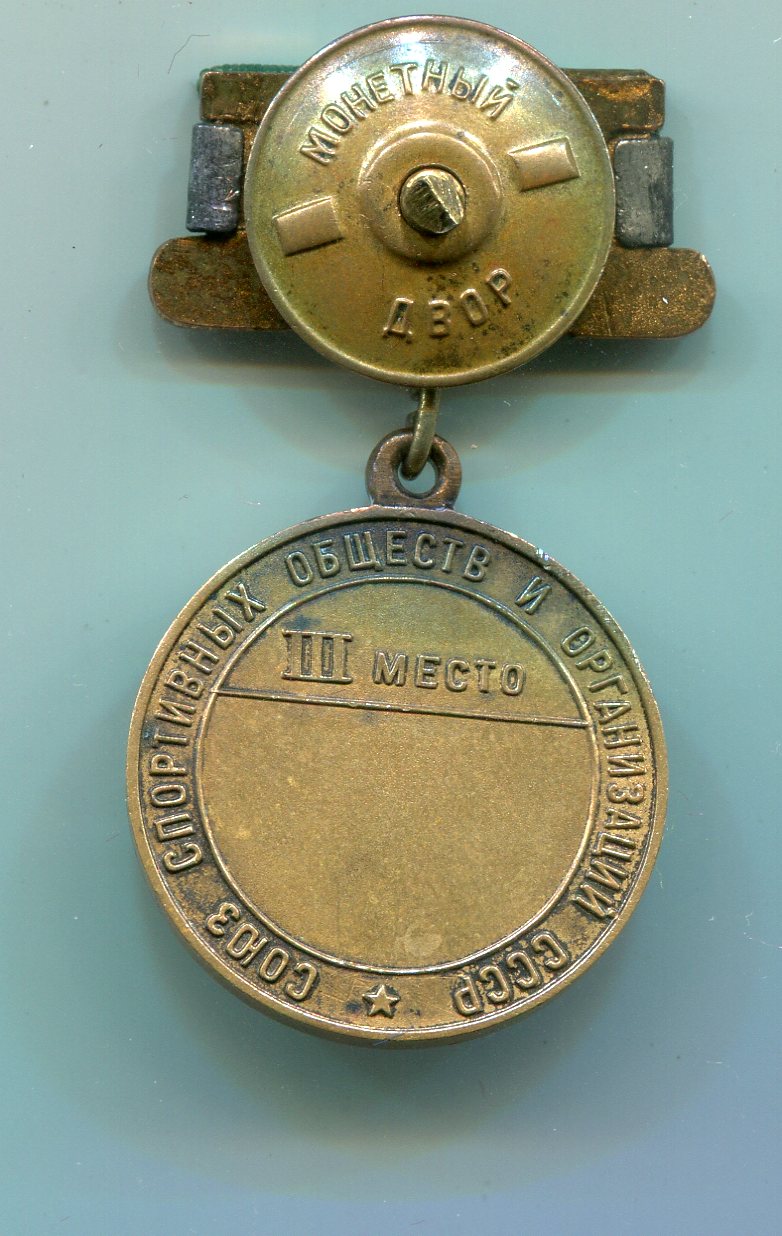 МОНЕТНЫЙ
ДВОР
СОЮЗ СПОРТИВНЫХ ОБЩЕСТВ И ОРГАНИЗАЦИЙ СССР
III МЕСТО